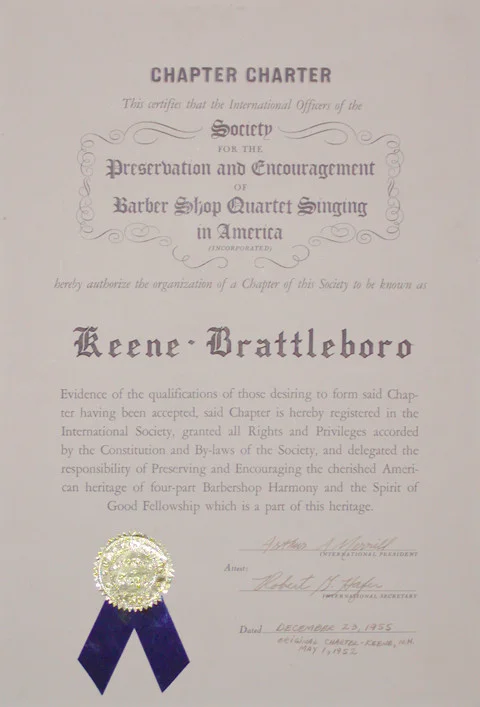 CHAPTER CHARTER
This certifies that the International Officers of the
Society
FOR THE
Preservation and Encouragement
OF
Barber Shop Quartet Singing
in America
(INCORPORATED)
hereby authorize the organization of a Chapter of this Society to be known as
Keene · Brattleboro
Evidence of the qualifications of those desiring to form said Chap-
ter having been accepted, said Chapter is hereby registered in the
International Society, granted all Rights and Privileges accorded
by the Constitution and By-laws of the Society, and delegated the
responsibility of Preserving and Encouraging the cherished Ameri-
can heritage of four-part Barbershop Harmony and the Spirit of
Good Fellowship which is a part of this heritage.
Arthur A Merrill
INTERNATIONAL PRESIDENT
Attest:
Robert G. Hafer
INTERNATIONAL SECRETARY
Dated DECEMBER 23, 1955
ORIGINAL CHARTER-KEENE, N.H.
MAY 1, 1952